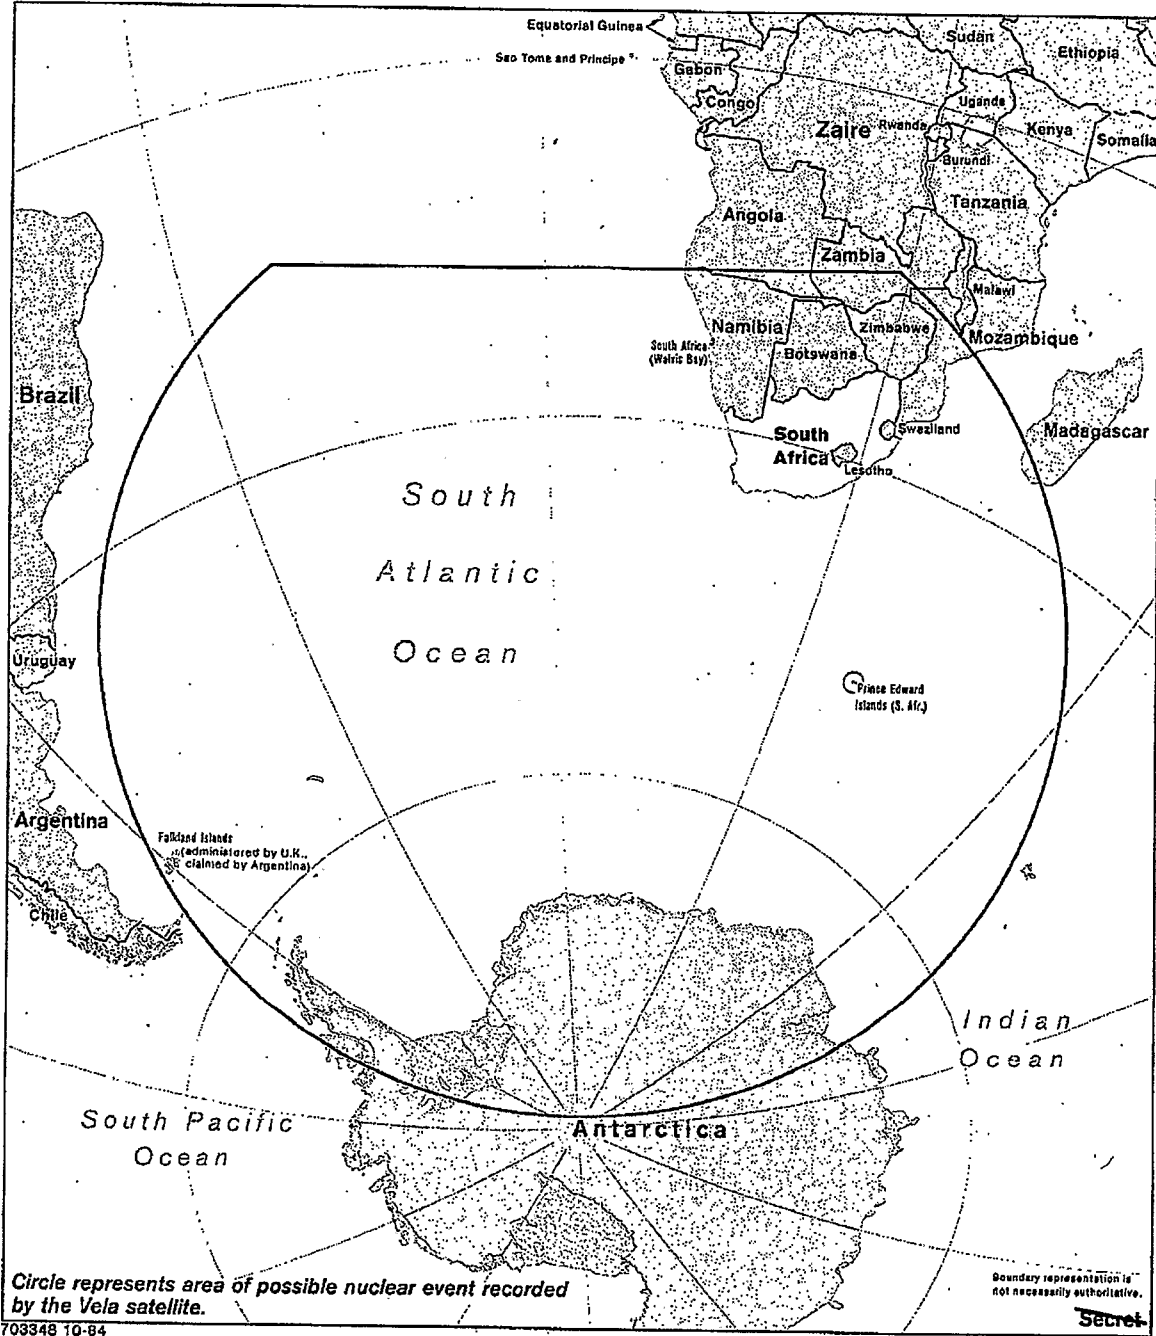 Equatorial Guinea
Sao Tome and Principe
Gabon
Congo
Sudan
Ethiopia
Uganda
Zaire
Rwanda
Kenya
Somalia
Burundi
Tanzania
Angola
Zambia
Malawi
Namibia
South Africa
(Walvic Bay)
Botswana
Zimbabwe
Mozambique
Brazil
South
Africa
Swaziland
Lesotho
Madagascar
South
Atlantic
Ocean
Uruguay
Prince Edward
Islands (S. Afr.)
Argentina
Falkland Islands
(administered by U.K.,
claimed by Argentina)
Chile
Indian
Ocean
South Pacific
Ocean
Antarctica
Circle represents area of possible nuclear event recorded
by the Vela satellite.
Boundary representation is
not necessarily authoritative.
Secret
703348 10-84